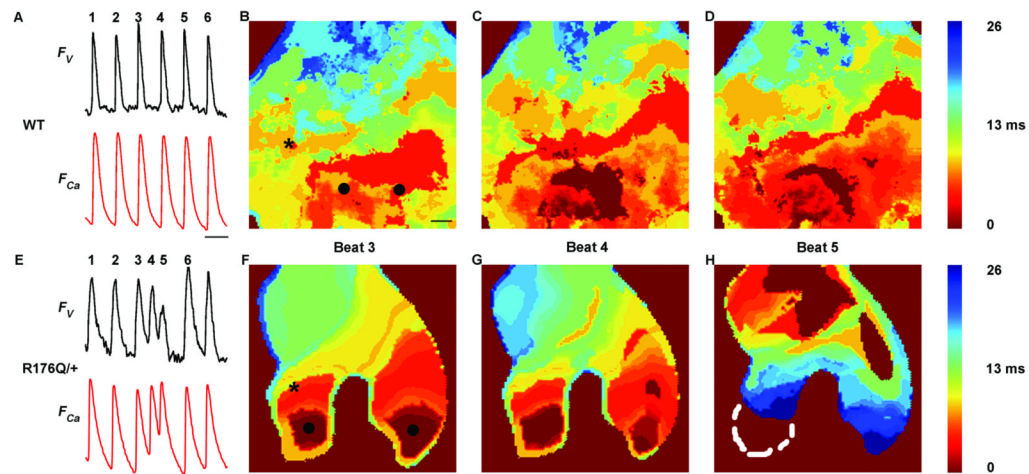 A 1 2 3 4 5 6 B C D
26
F_V
WT
13 ms
*
F_Ca
0
Beat 3 Beat 4 Beat 5
E 1 2 3 4 5 6 F G H
26
F_V
R176Q/+
13 ms
*
F_Ca
0